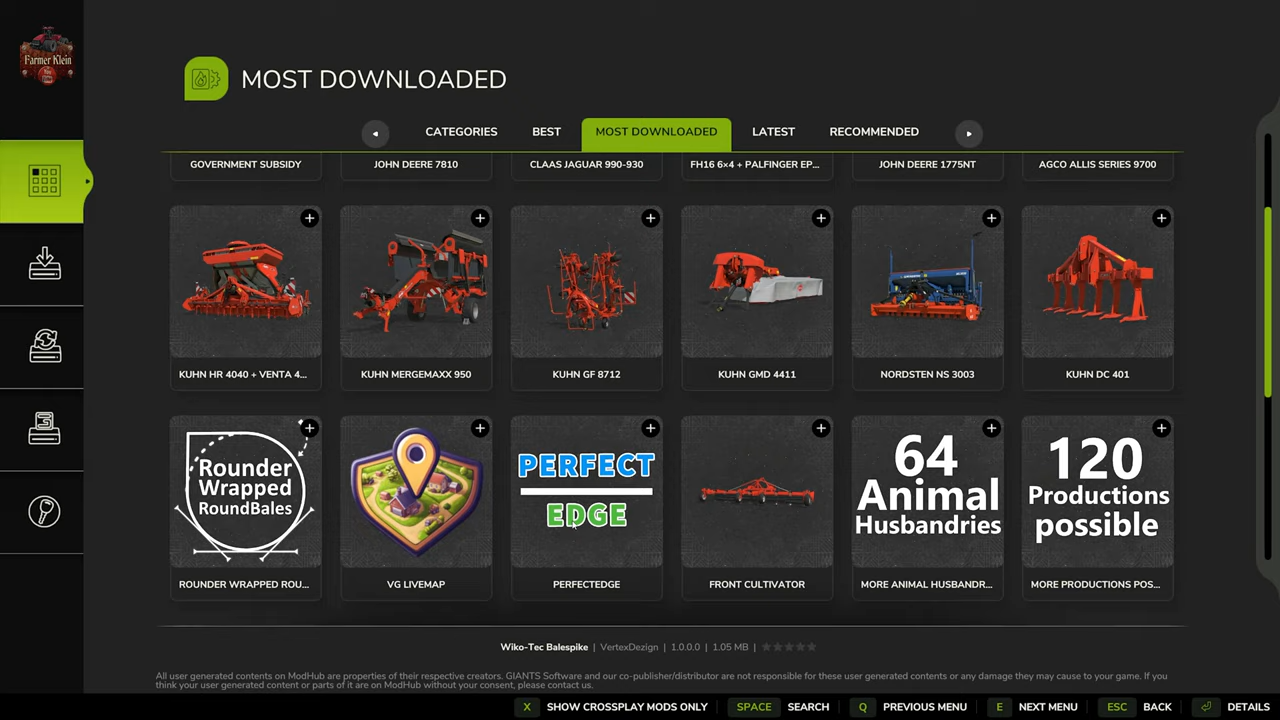 Farmer Klein
You Tube
MOST DOWNLOADED
CATEGORIES
BEST
MOST DOWNLOADED
LATEST
RECOMMENDED
GOVERNMENT SUBSIDY
JOHN DEERE 7810
CLAAS JAGUAR 990-930
FH16 6×4 + PALFINGER EP...
JOHN DEERE 1775NT
AGCO ALLIS SERIES 9700
KUHN HR 4040 + VENTA 4...
KUHN MERGEMAXX 950
KUHN GF 8712
KUHN GMD 4411
NORDSTEN NS 3003
KUHN DC 401
Rounder
Wrapped
RoundBales
PERFECT
EDGE
64
Animal
Husbandries
120
Productions
possible
ROUNDER WRAPPED ROU...
VG LIVEMAP
PERFECTEDGE
FRONT CULTIVATOR
MORE ANIMAL HUSBANDR...
MORE PRODUCTIONS POS...
Wiko-Tec Balespike | VertexDezign | 1.0.0.0 | 1.05 MB |
All user generated contents on ModHub are properties of their respective creators. GIANTS Software and our co-publisher/distributor are not responsible for these user generated contents or any damage they may cause to your game. If you
think your user generated content or parts of it are on ModHub without your consent, please contact us.
X SHOW CROSSPLAY MODS ONLY SPACE SEARCH Q PREVIOUS MENU E NEXT MENU ESC BACK DETAILS